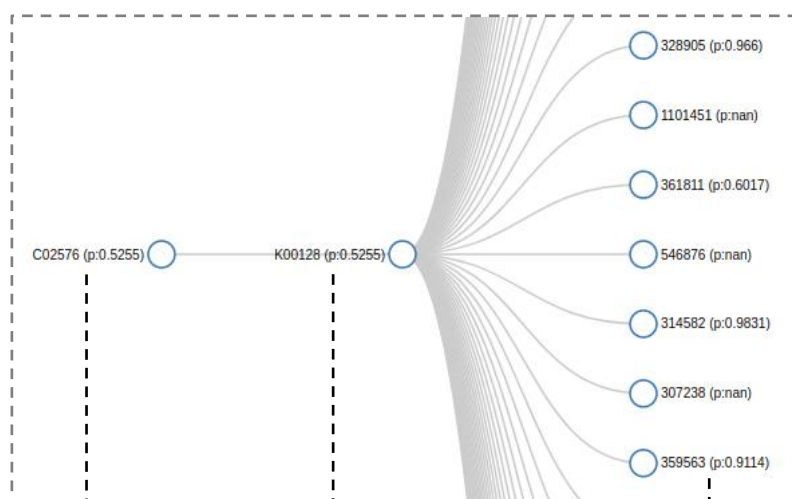 328905 (p:0.966)
1101451 (p:nan)
361811 (p:0.6017)
C02576 (p:0.5255) K00128 (p:0.5255) 546876 (p:nan)
314582 (p:0.9831)
307238 (p:nan)
359563 (p:0.9114)